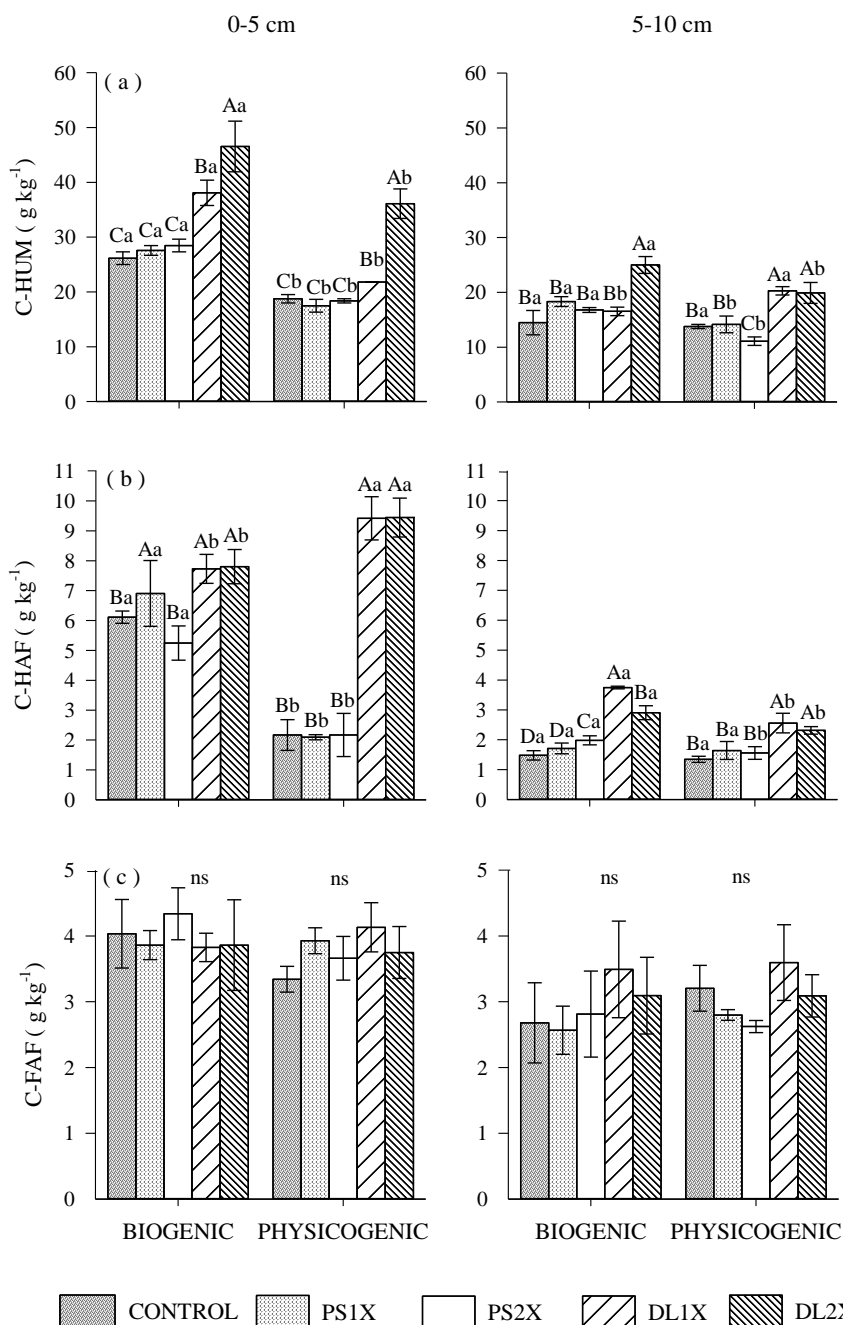 0-5 cm
5-10 cm
( a )
C-HUM ( g kg-1)
60
50
40
30
20
10
0
Ca Ca Ca Ba Aa
Cb Cb Cb Bb Ab
60
50
40
30
20
10
0
Ba Ba Ba Bb Aa
Ba Bb Cb Aa Ab
( b )
C-HAF ( g kg-1)
11
10
9
8
7
6
5
4
3
2
1
0
Ba Aa Ba Ab Ab
Bb Bb Bb Aa Aa
11
10
9
8
7
6
5
4
3
2
1
0
Da Da Ca Aa Ba
Ba Ba Bb Ab Ab
( c )
C-FAF ( g kg-1)
5
4
3
2
1
0
ns
ns
5
4
3
2
1
0
ns
ns
BIOGENIC PHYSICOGENIC
BIOGENIC PHYSICOGENIC
CONTROL PS1X PS2X DL1X DL2X